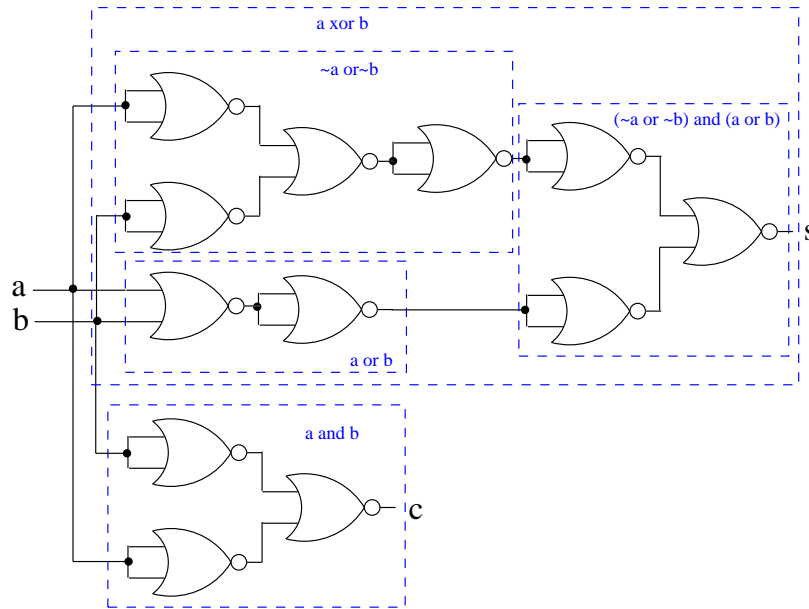 a xor b
~a or~b
(~a or ~b) and (a or b)
s
a
b
a or b
a and b
c